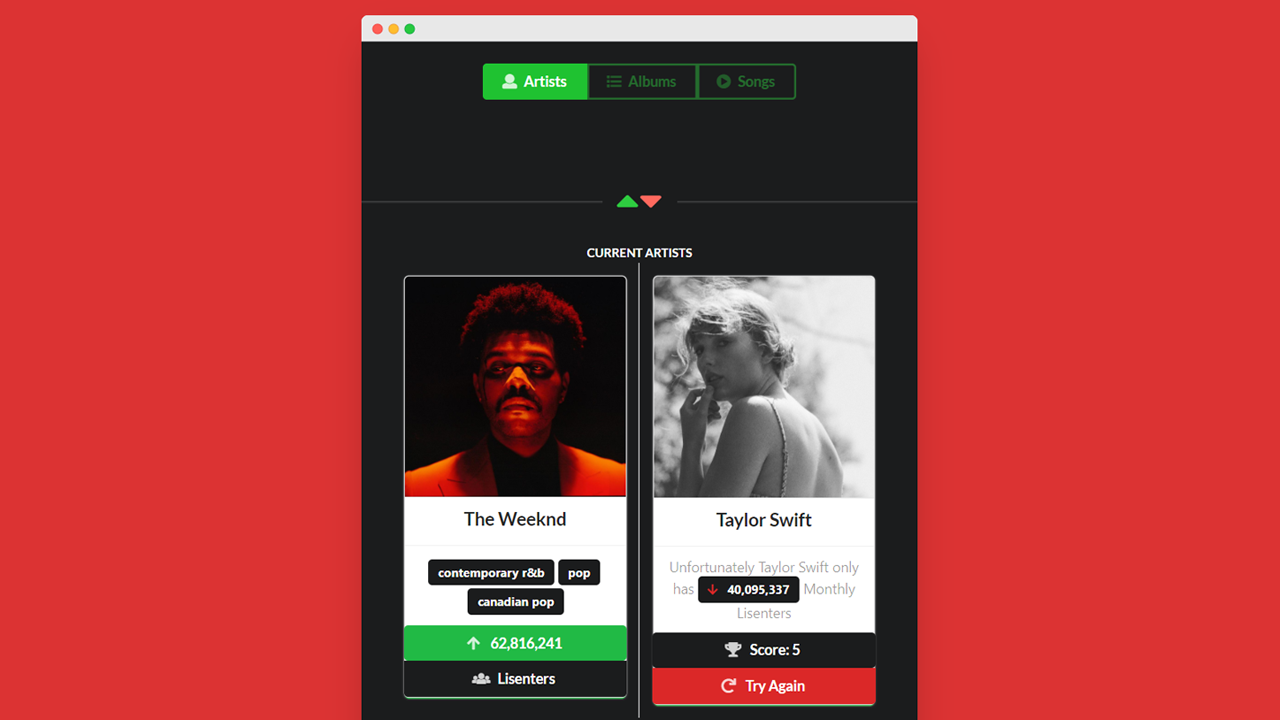 Artists Albums Songs
CURRENT ARTISTS
The Weeknd
contemporary r&b pop
canadian pop
62,816,241
Lisenters
Taylor Swift
Unfortunately Taylor Swift only
has 40,095,337 Monthly
Lisenters
Score: 5
Try Again